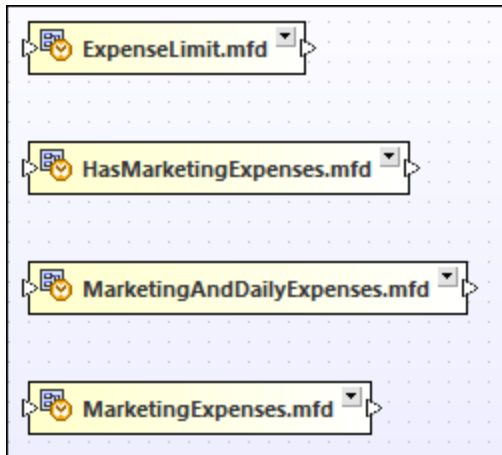 ExpenseLimit.mfd
HasMarketingExpenses.mfd
MarketingAndDailyExpenses.mfd
MarketingExpenses.mfd